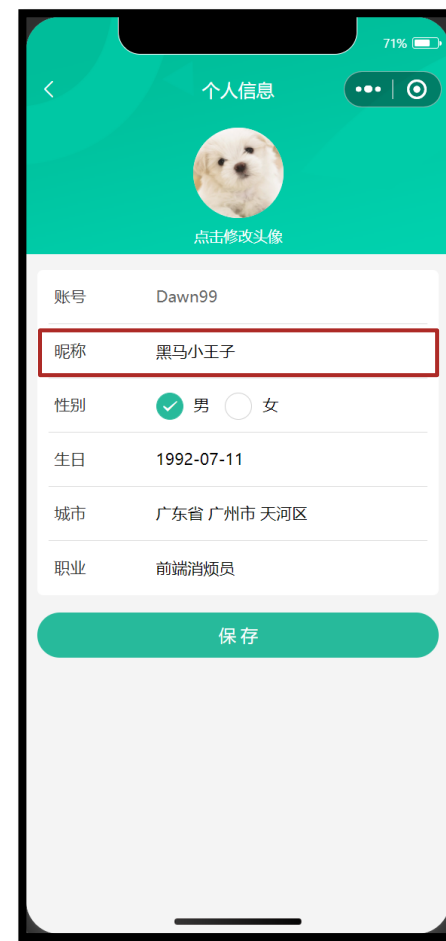 71%
个人信息
点击修改头像
账号 Dawn99
昵称 黑马小王子
性别 男 女
生日 1992-07-11
城市 广东省 广州市 天河区
职业 前端消烦员
保存